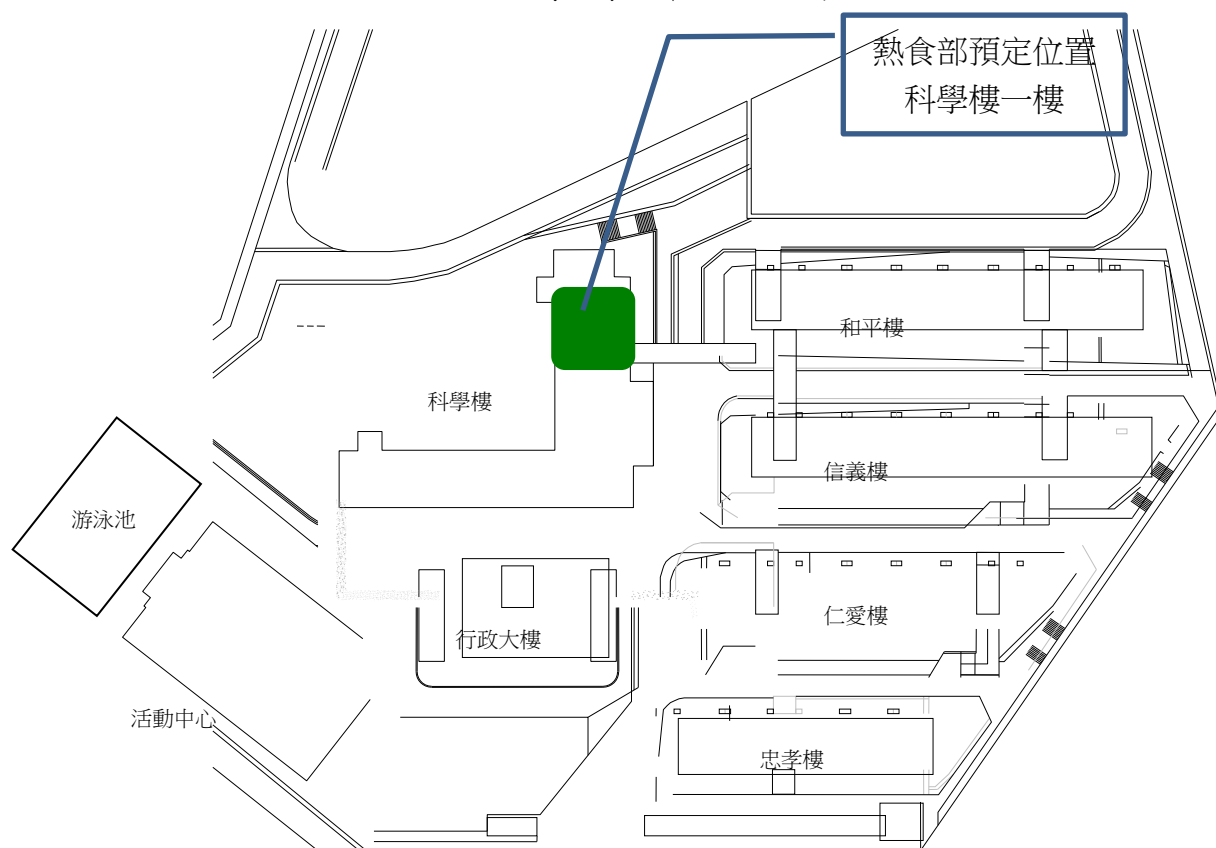 熱食部預定位置
科學樓一樓
和平樓
科學樓
信義樓
游泳池
仁愛樓
行政大樓
活動中心
忠孝樓